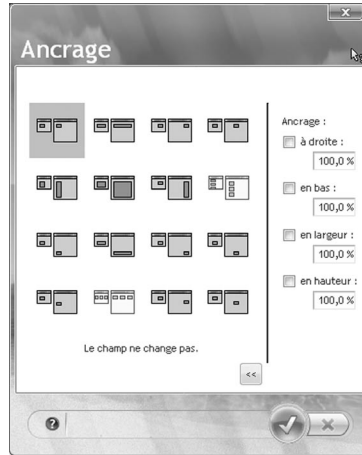 Ancrage
Ancrage :
à droite :
100,0 %
en bas :
100,0 %
en largeur :
100,0 %
en hauteur :
100,0 %
Le champ ne change pas.
<<
?